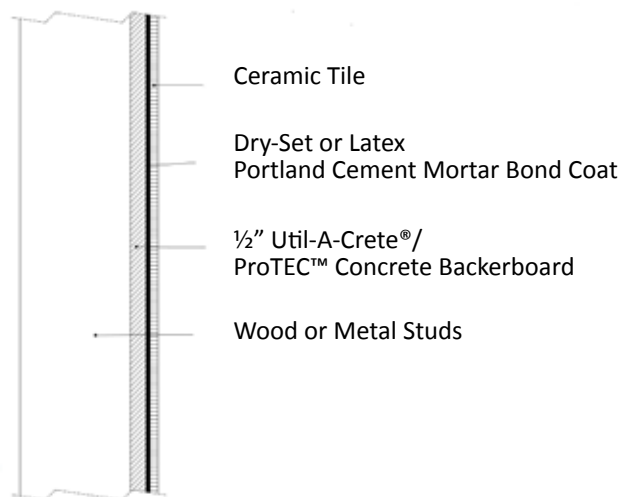 Ceramic Tile
Dry-Set or Latex
Portland Cement Mortar Bond Coat
½” Util-A-Crete®/
ProTEC™ Concrete Backerboard
Wood or Metal Studs